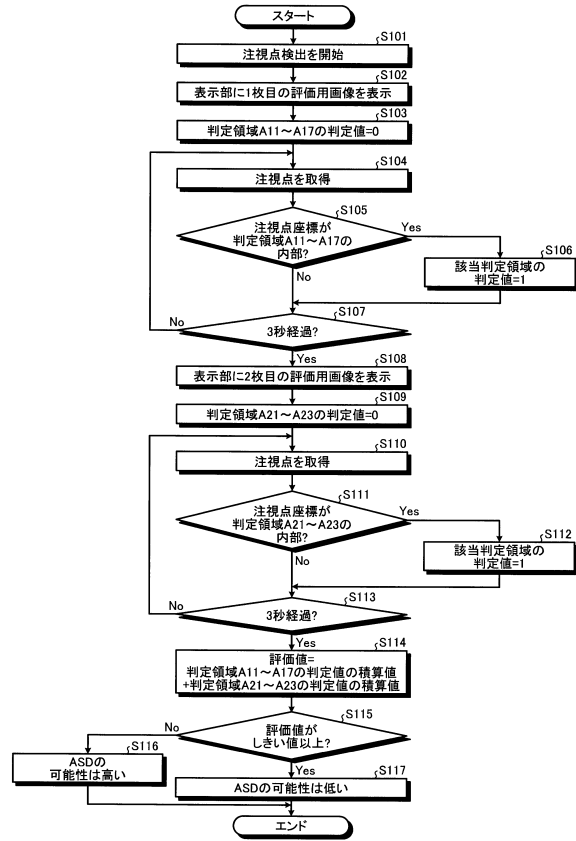 スタート
S101
注視点検出を開始
S102
表示部に1枚目の評価用画像を表示
S103
判定領域A11～A17の判定値=0
S104
注視点を取得
S105
注視点座標が
判定領域A11～A17の
内部?
Yes
No
S106
該当判定領域の
判定値=1
S107
3秒経過?
No
Yes
S108
表示部に2枚目の評価用画像を表示
S109
判定領域A21～A23の判定値=0
S110
注視点を取得
S111
注視点座標が
判定領域A21～A23の
内部?
Yes
No
S112
該当判定領域の
判定値=1
S113
3秒経過?
No
Yes
S114
評価値=
判定領域A11～A17の判定値の積算値
+判定領域A21～A23の判定値の積算値
S115
評価値が
しきい値以上?
No
Yes
S116
ASDの
可能性は高い
S117
ASDの可能性は低い
エンド